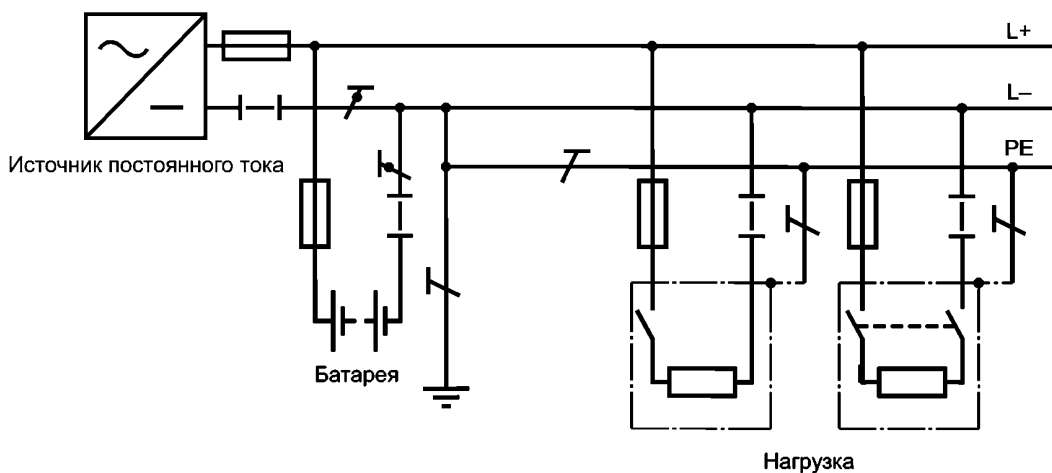 L+
L–
PE
Источник постоянного тока
Батарея
Нагрузка